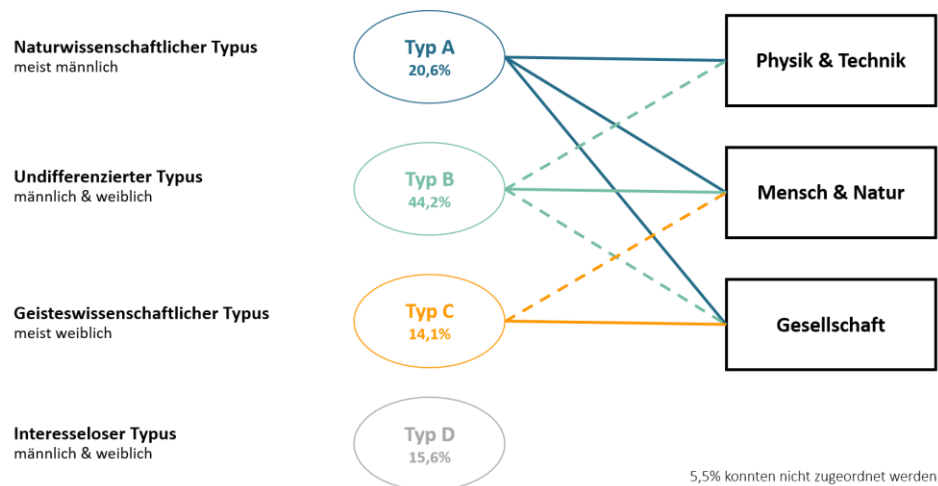 Naturwissenschaftlicher Typus
meist männlich
Typ A
20,6%
Physik & Technik
Undifferenzierter Typus
männlich & weiblich
Typ B
44,2%
Mensch & Natur
Geisteswissenschaftlicher Typus
meist weiblich
Typ C
14,1%
Gesellschaft
Interesseloser Typus
männlich & weiblich
Typ D
15,6%
5,5% konnten nicht zugeordnet werden